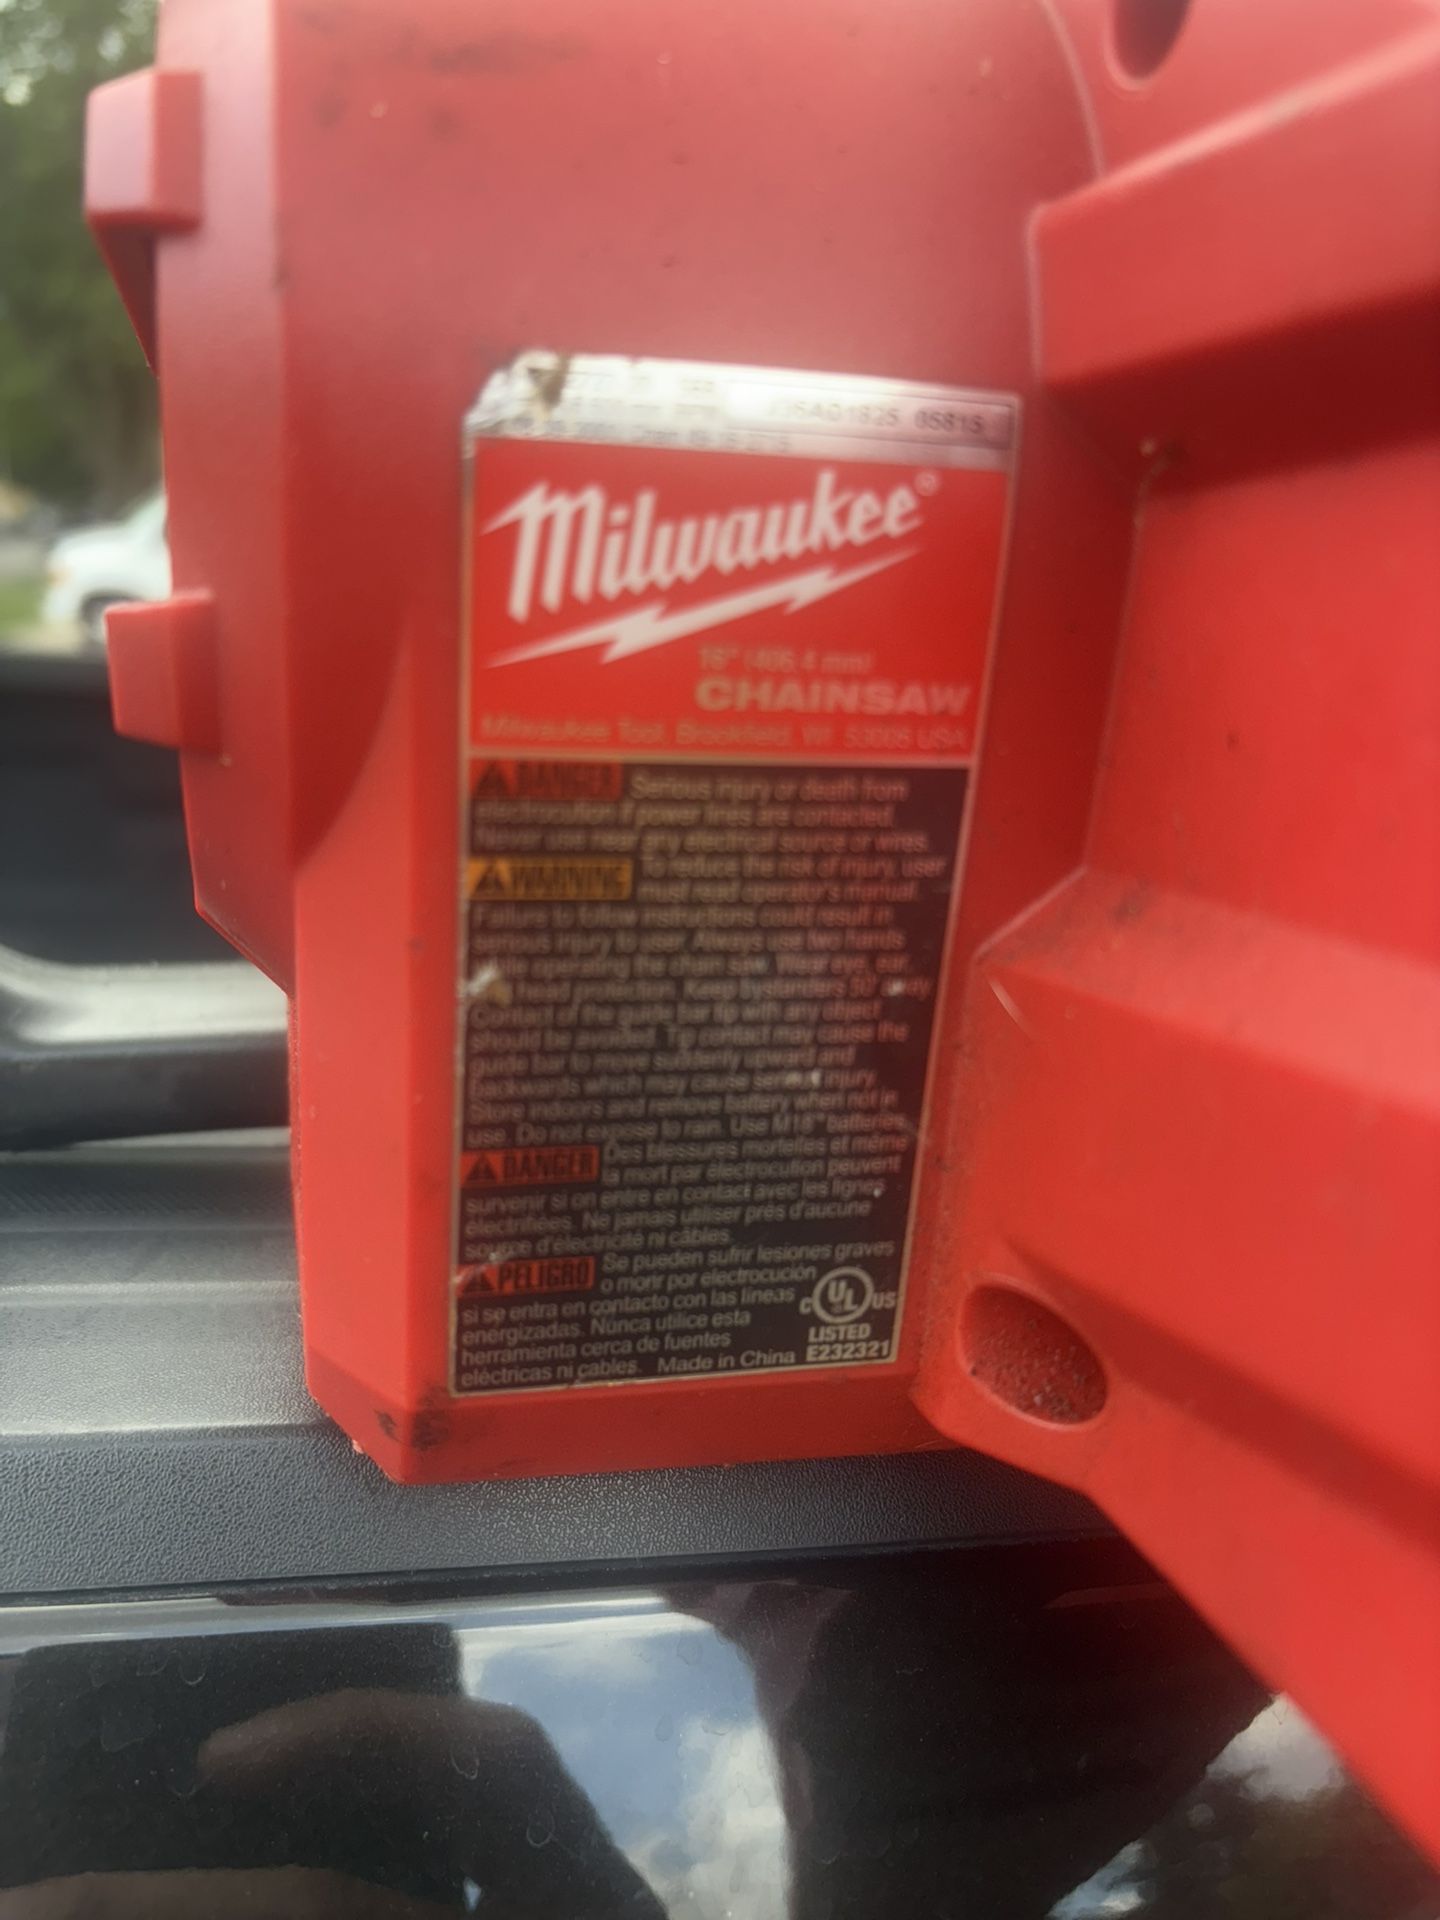 05815
Milwaukee®
16" (406.4 mm)
CHAINSAW
Milwaukee Tool, Brookfield, WI 53005 USA
DANGER Serious injury or death from
electrocution if power lines are contacted.
Never use near any electrical source or wires.
WARNING To reduce the risk of injury, user
must read operator's manual.
Failure to follow instructions could result in
serious injury to user. Always use two hands
while operating the chain saw. Wear eye, ear,
head protection. Keep bystanders 50' away
Contact of the guide bar tip with any object
should be avoided. Tip contact may cause the
guide bar to move suddenly upward and
backwards which may cause serious injury.
Store indoors and remove battery when not in
use. Do not expose to rain. Use M18™ batteries.
DANGER Des blessures mortelles et même
la mort par électrocution peuvent
survenir si on entre en contact avec les lignes
électrifiées. Ne jamais utiliser près d'aucune
source d'électricité ni câbles.
PELIGRO Se pueden sufrir lesiones graves
o morir por electrocución
si se entra en contacto con las líneas
energizadas. Nunca utilice esta
herramienta cerca de fuentes
eléctricas ni cables. Made in China
C UL US
LISTED
E232321